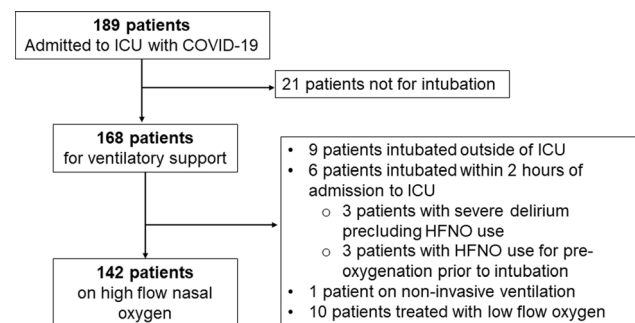 189 patients
Admitted to ICU with COVID-19
21 patients not for intubation
168 patients
for ventilatory support
• 9 patients intubated outside of ICU
• 6 patients intubated within 2 hours of
admission to ICU
o 3 patients with severe delirium
precluding HFNO use
o 3 patients with HFNO use for pre-
oxygenation prior to intubation
• 1 patient on non-invasive ventilation
• 10 patients treated with low flow oxygen
142 patients
on high flow nasal
oxygen